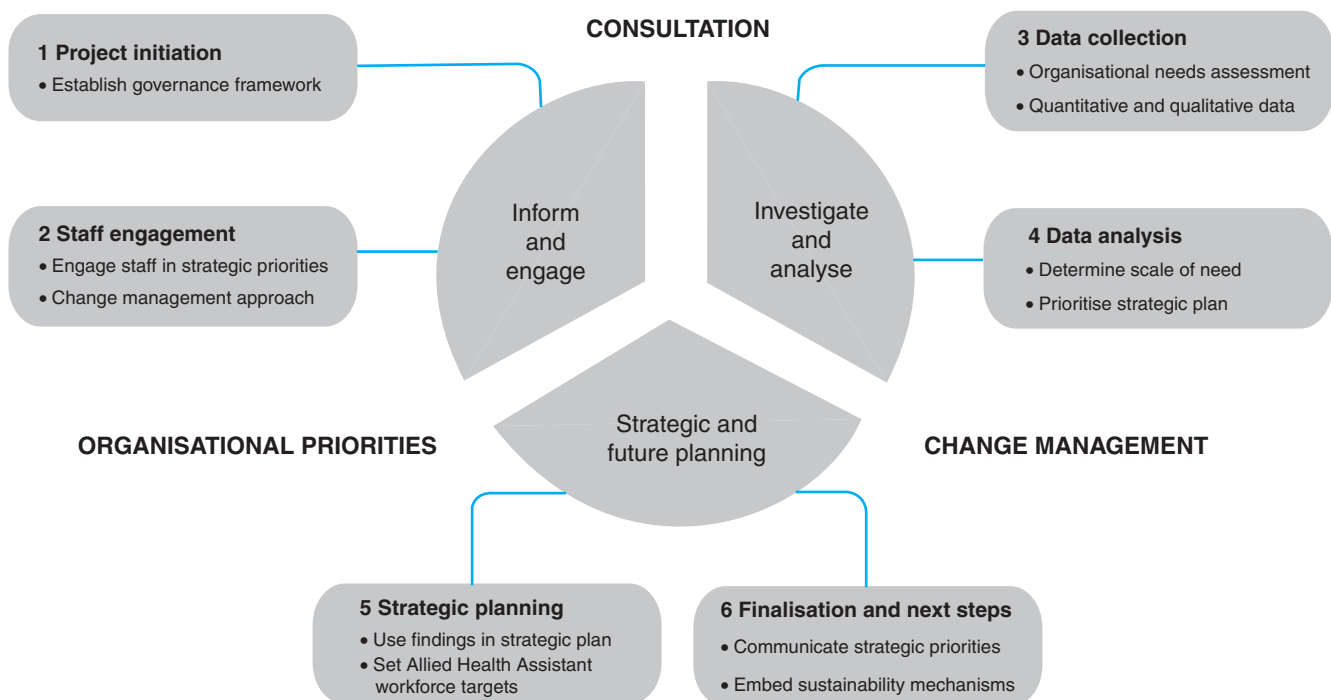 CONSULTATION
1 Project initiation
• Establish governance framework
2 Staff engagement
• Engage staff in strategic priorities
• Change management approach
Inform
and
engage
Investigate
and
analyse
3 Data collection
• Organisational needs assessment
• Quantitative and qualitative data
4 Data analysis
• Determine scale of need
• Prioritise strategic plan
ORGANISATIONAL PRIORITIES
Strategic and
future planning
CHANGE MANAGEMENT
5 Strategic planning
• Use findings in strategic plan
• Set Allied Health Assistant
workforce targets
6 Finalisation and next steps
• Communicate strategic priorities
• Embed sustainability mechanisms